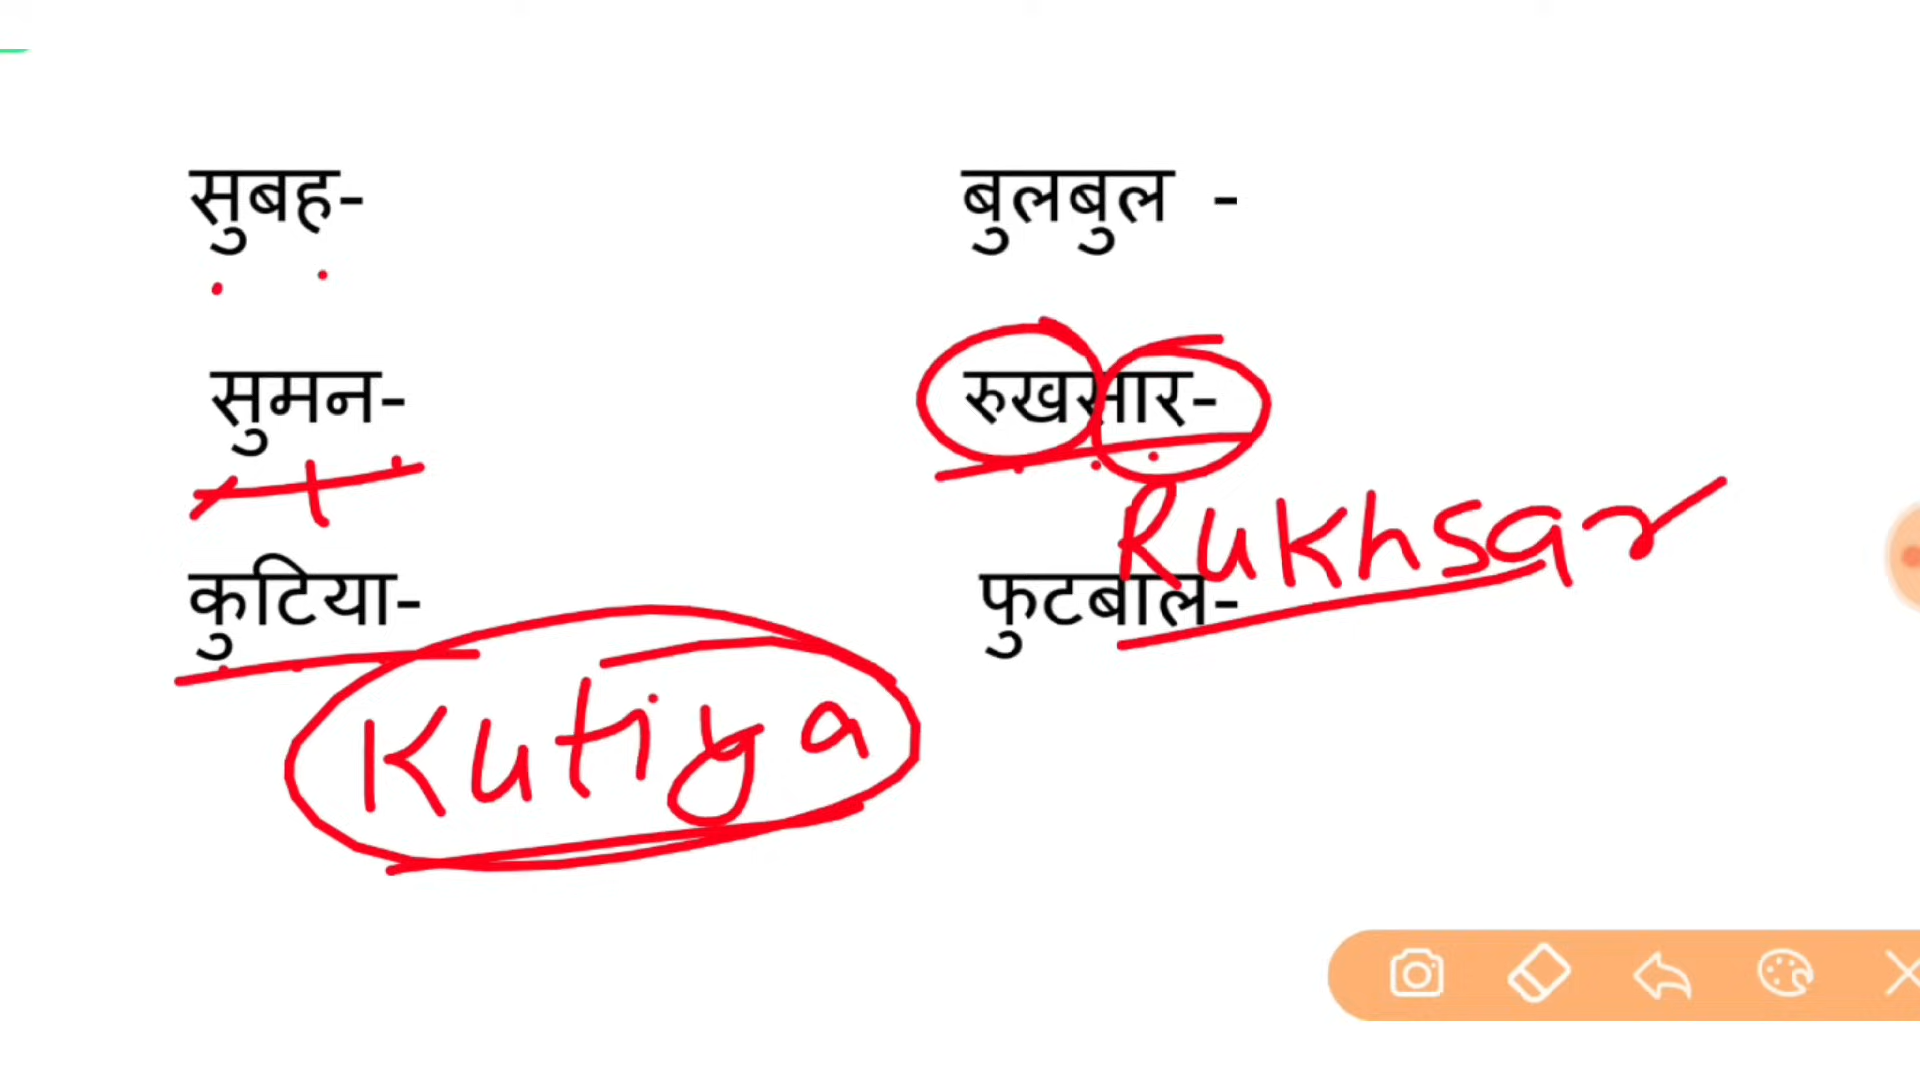 सुबह- बुलबुल -
सुमन- रुखसार-
Rukhsar
कुटिया- फुटबाल-
Kutiya